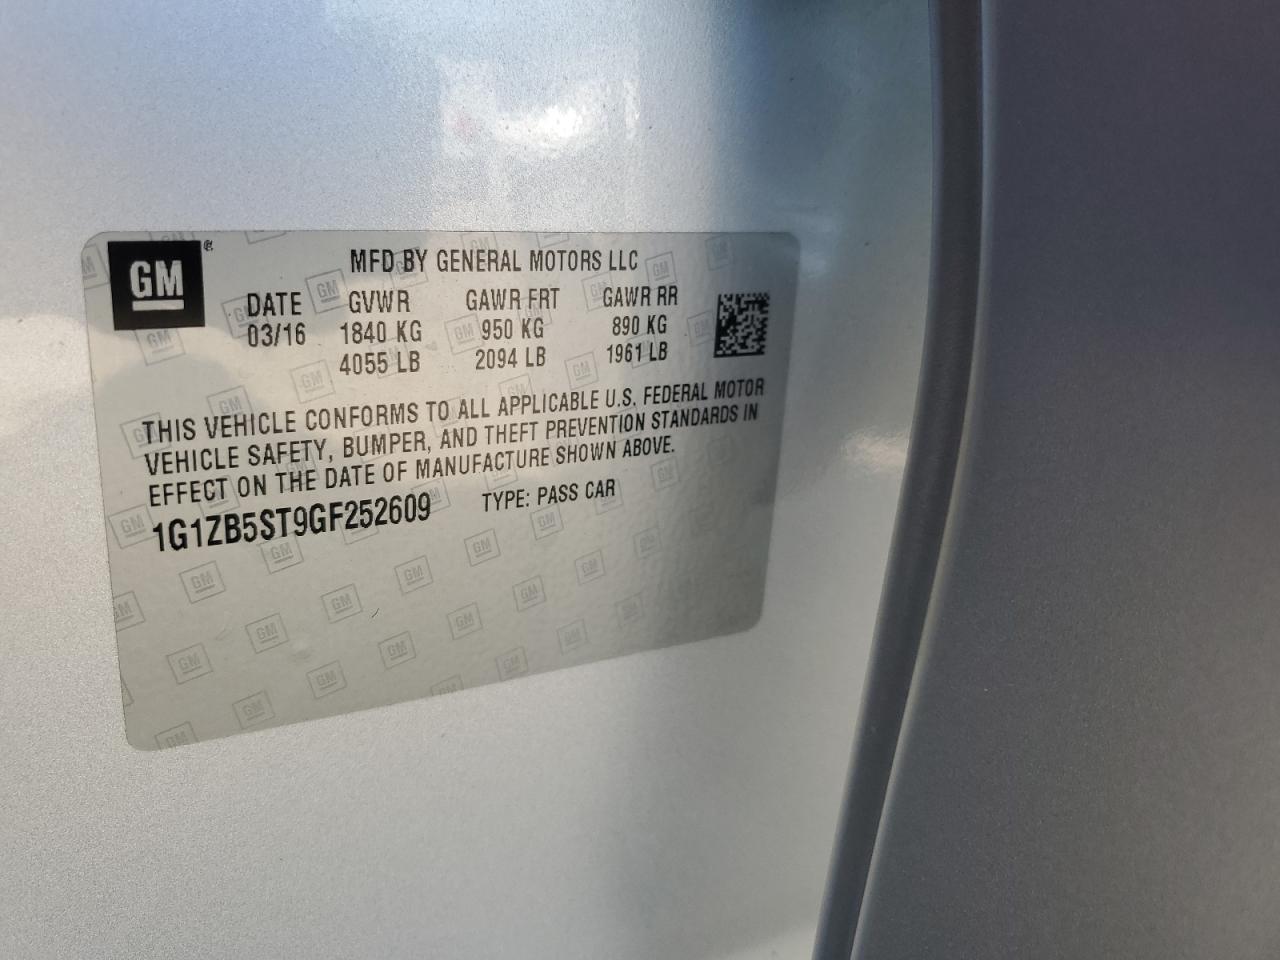 GM
MFD BY GENERAL MOTORS LLC
DATE GVWR GAWR FRT GAWR RR
03/16 1840 KG 950 KG 890 KG
4055 LB 2094 LB 1961 LB
THIS VEHICLE CONFORMS TO ALL APPLICABLE U.S. FEDERAL MOTOR
VEHICLE SAFETY, BUMPER, AND THEFT PREVENTION STANDARDS IN
EFFECT ON THE DATE OF MANUFACTURE SHOWN ABOVE.
1G1ZB5ST9GF252609 TYPE: PASS CAR